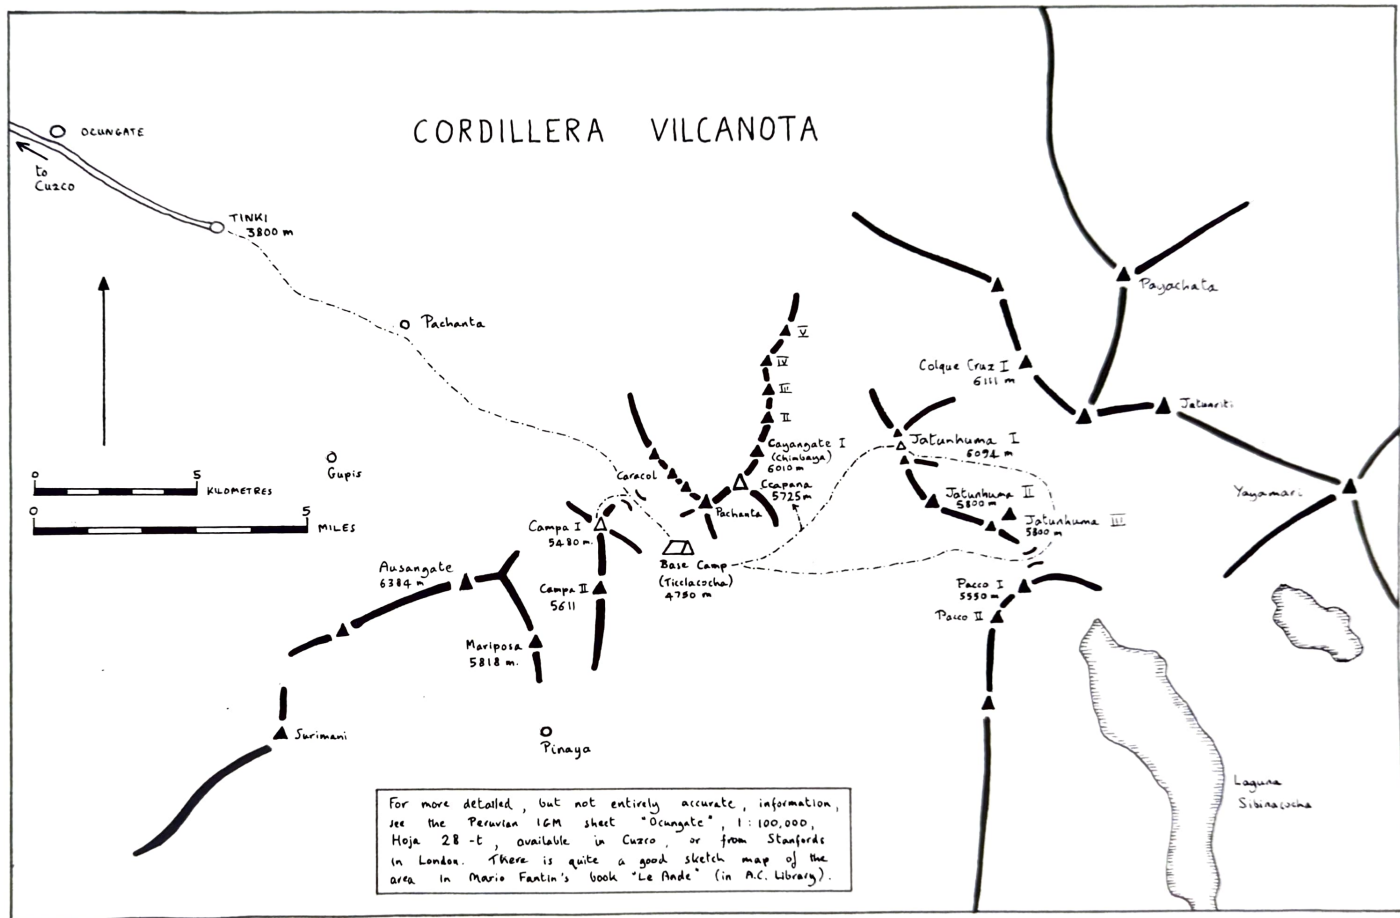 CORDILLERA VILCANOTA
OCUNGATE
to
Cuzco
TINKI
3800 m
Pachanta
Gupis
0 5
KILOMETRES
0 5
MILES
Payachata
Colque Cruz I
6111 m
Jatunriti
Yayamari
V
IV
III
II
Cayangate I
(Chimbaya)
6010 m
Ccapana
5725m
Jatunhuma I
6094 m
Jatunhuma II
5800 m
Jatunhuma III
5800 m
Caracol
Pachanta
Campa I
5480 m.
Base Camp
(Ticclacocha)
4750 m
Ausangate
6384 m
Campa II
5611
Mariposa
5818 m.
Pacco I
5550 m
Pacco II
Surimani
Pinaya
Laguna
Sibinacocha
For more detailed, but not entirely accurate, information,
see the Peruvian IGM sheet "Ocungate", 1:100,000,
Hoja 28-t, available in Cuzco, or from Stanfords
in London. There is quite a good sketch map of the
area in Mario Fantin's book "Le Ande" (in A.C. Library).